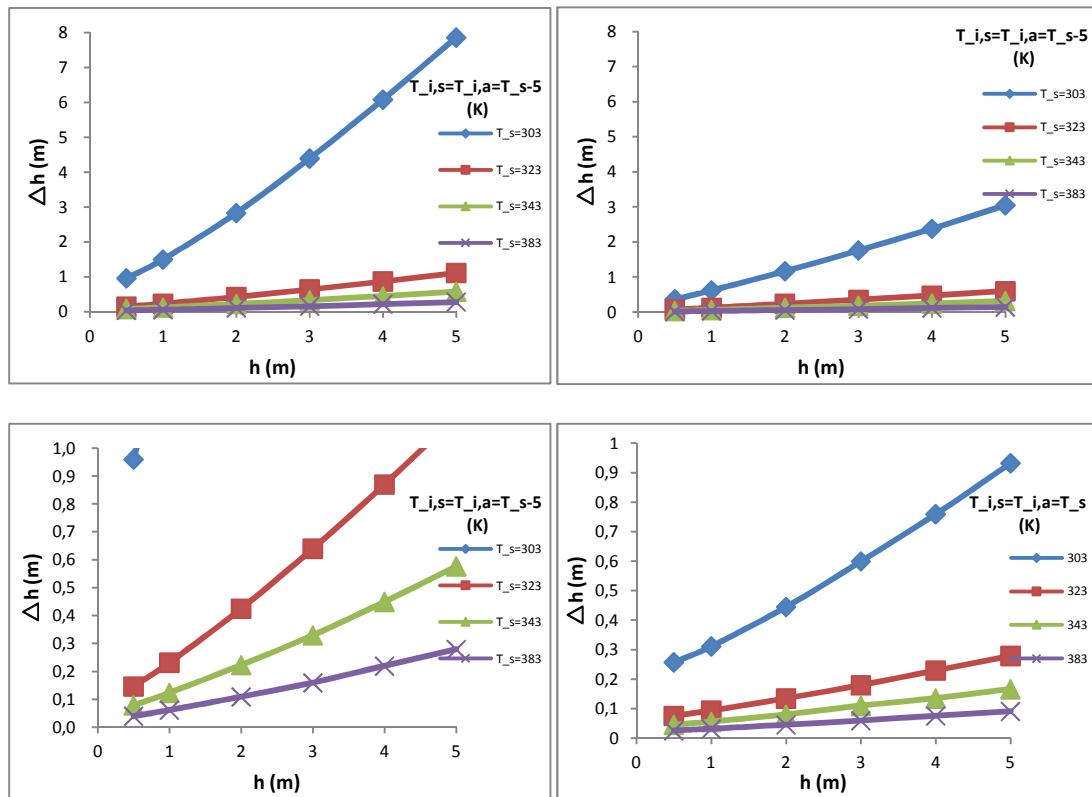 8
7
6
5
4
3
2
1
0
△h (m)
0 1 2 3 4 5
h (m)
T_i,s=T_i,a=T_s-5
(K)
T_s=303
T_s=323
T_s=343
T_s=383
8
7
6
5
4
3
2
1
0
△h (m)
0 1 2 3 4 5
h (m)
T_i,s=T_i,a=T_s-5
(K)
T_s=303
T_s=323
T_s=343
T_s=383
1,0
0,9
0,8
0,7
0,6
0,5
0,4
0,3
0,2
0,1
0,0
△h (m)
0 1 2 3 4 5
h (m)
T_i,s=T_i,a=T_s-5
(K)
T_s=303
T_s=323
T_s=343
T_s=383
1
0,9
0,8
0,7
0,6
0,5
0,4
0,3
0,2
0,1
0
△h (m)
0 1 2 3 4 5
h (m)
T_i,s=T_i,a=T_s
(K)
303
323
343
383